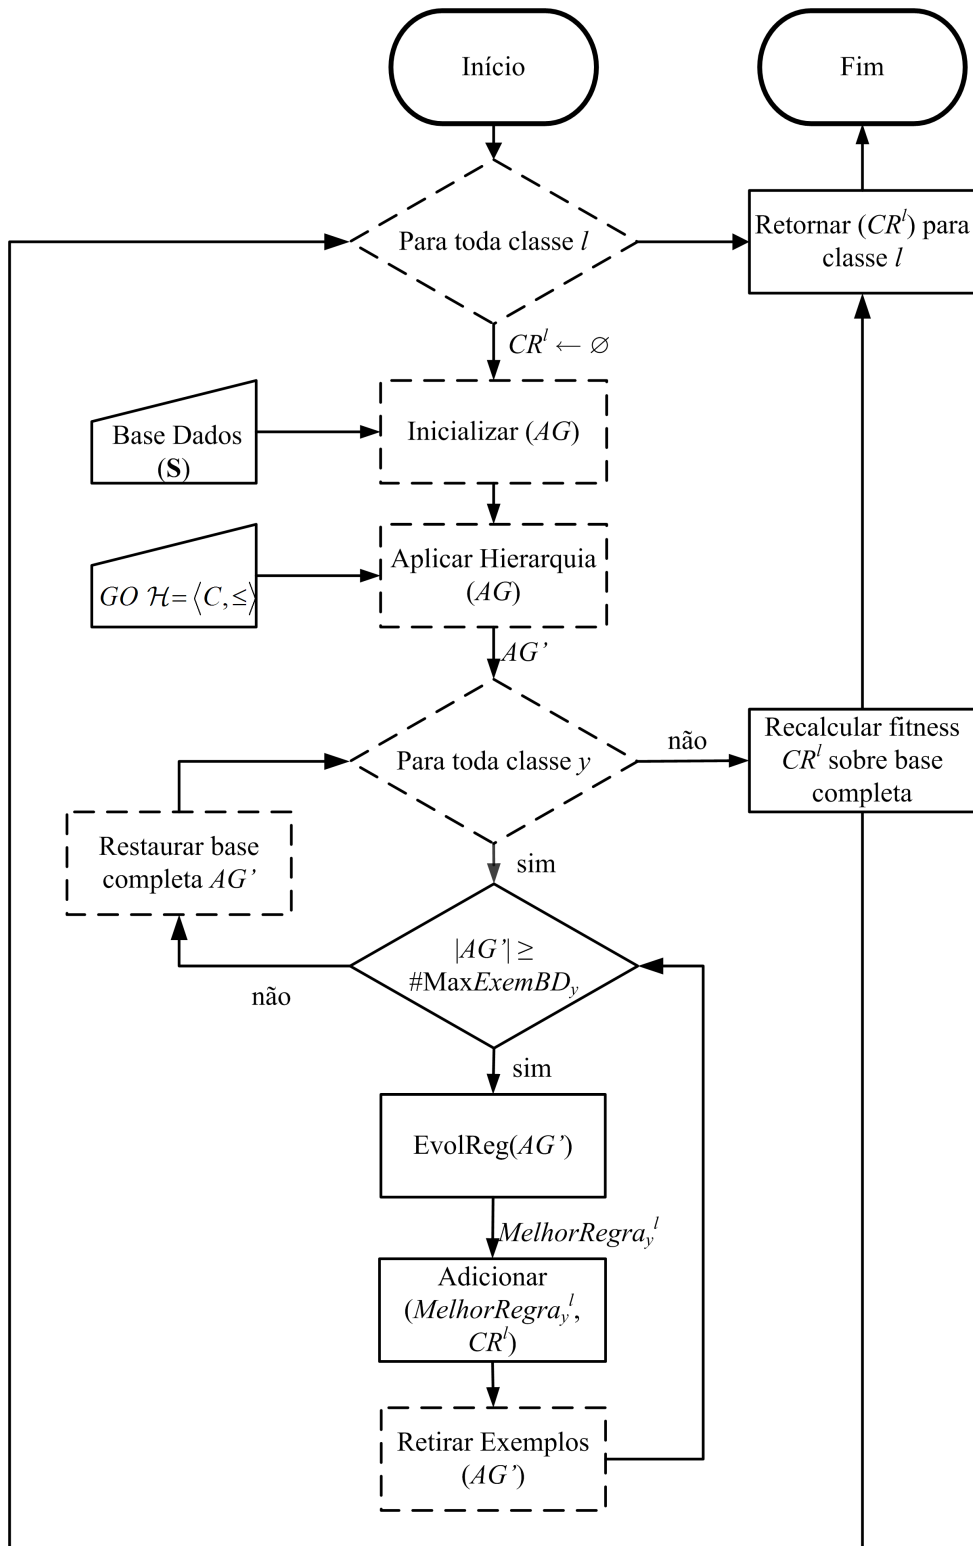 Início
Fim
Para toda classe l
Retornar (CR^l) para
classe l
CR^l ← ∅
Base Dados
(S)
Inicializar (AG)
GO ℋ= ⟨C, ≤⟩
Aplicar Hierarquia
(AG)
AG’
Para toda classe y
não
Recalcular fitness
CR^l sobre base
completa
Restaurar base
completa AG’
sim
|AG’| ≥
#MaxExemBD_y
não
sim
EvolReg(AG’)
MelhorRegra_y^l
Adicionar
(MelhorRegra_y^l,
CR^l)
Retirar Exemplos
(AG’)